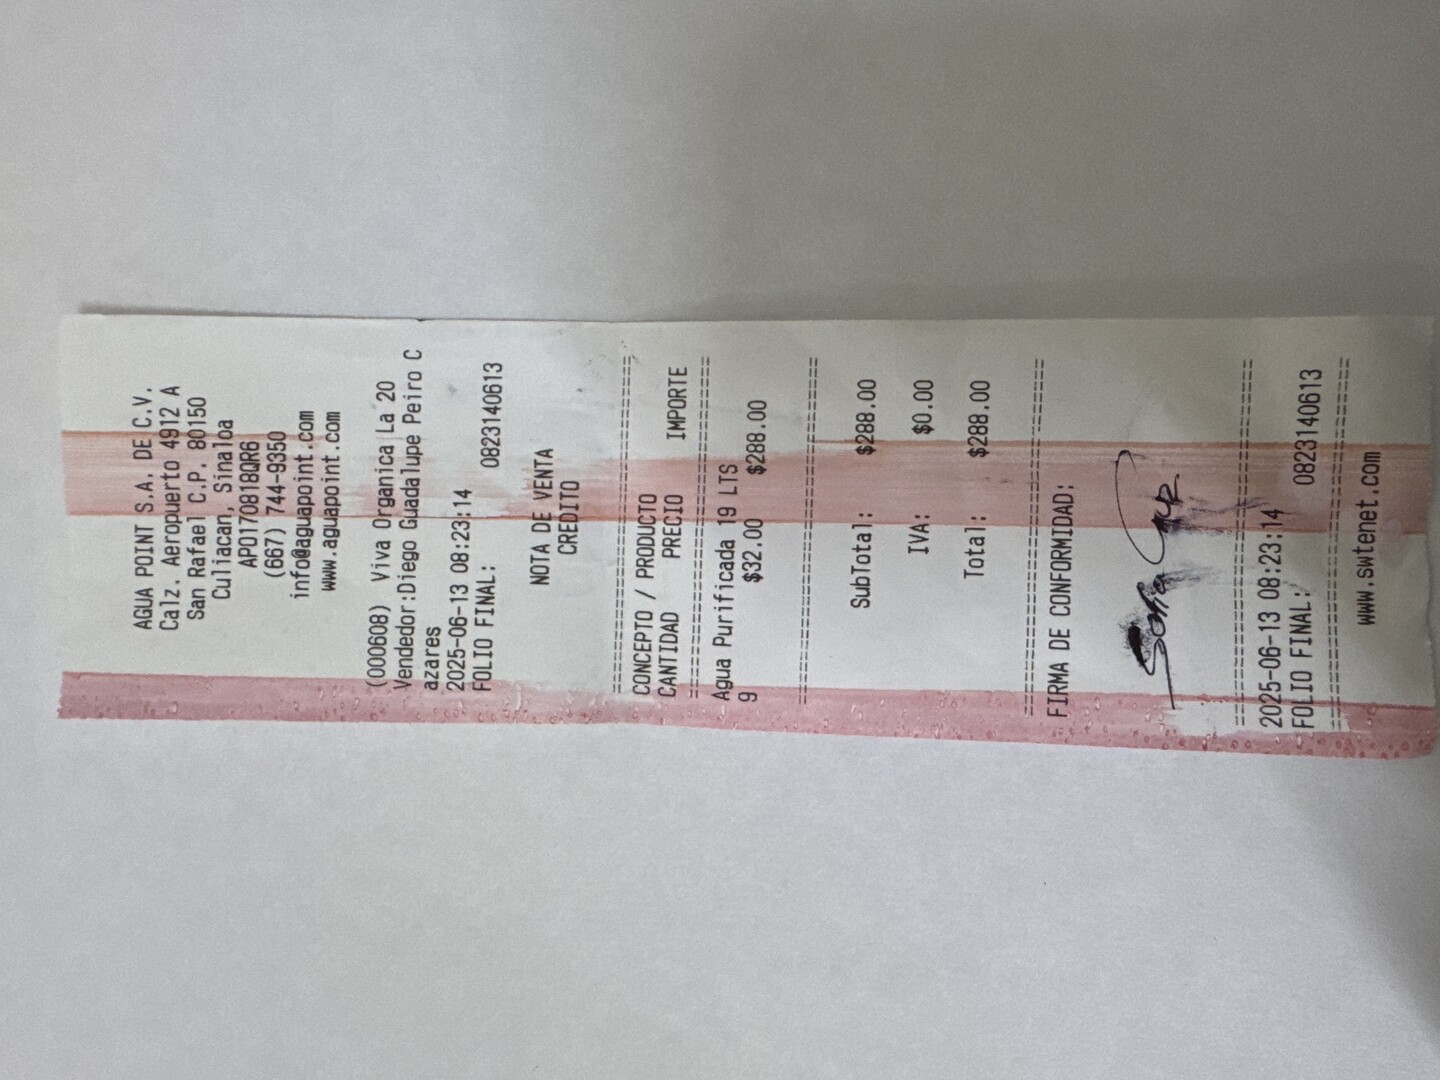 AGUA POINT S.A. DE C.V.
Calz. Aeropuerto 4912 A
San Rafael C.P. 80150
Culiacan, Sinaloa
APO170818QR6
(667) 744-9350
info@aguapoint.com
www.aguapoint.com
(000608) Viva Organica La 20
Vendedor:Diego Guadalupe Peiro C
azares
2025-06-13 08:23:14
FOLIO FINAL: 0823140613
NOTA DE VENTA
CREDITO
================================
CONCEPTO / PRODUCTO
CANTIDAD PRECIO IMPORTE
================================
Agua Purificada 19 LTS
9 $32.00 $288.00
================================
SubTotal: $288.00
IVA: $0.00
Total: $288.00
================================
FIRMA DE CONFORMIDAD:
================================
2025-06-13 08:23:14
FOLIO FINAL: 0823140613
================================
www.swtenet.com